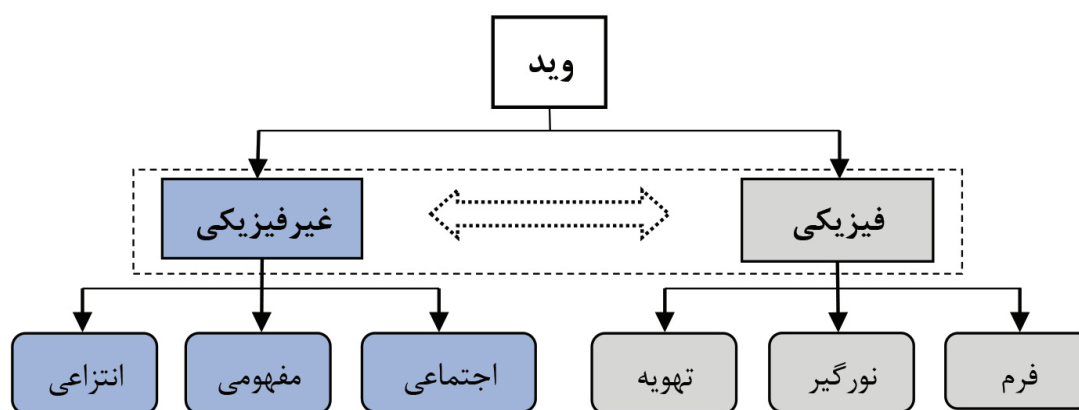 وید
فیزیکی
غیرفیزیکی
فرم
نورگیر
تهویه
اجتماعی
مفهومی
انتزاعی